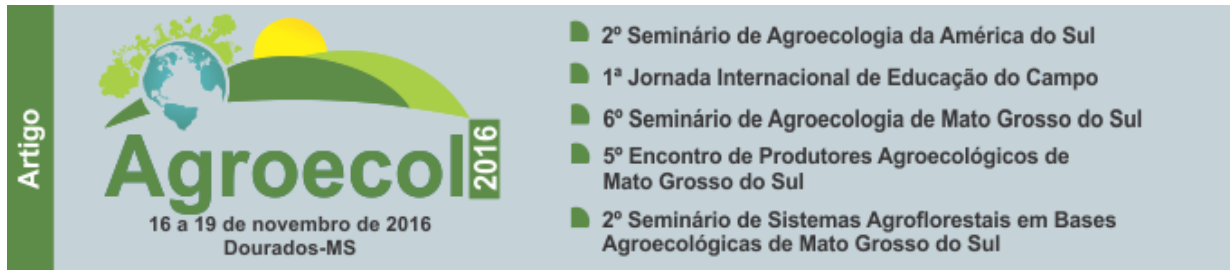 Artigo
Agroecol
2016
16 a 19 de novembro de 2016
Dourados-MS
2º Seminário de Agroecologia da América do Sul
1ª Jornada Internacional de Educação do Campo
6º Seminário de Agroecologia de Mato Grosso do Sul
5º Encontro de Produtores Agroecológicos de
Mato Grosso do Sul
2º Seminário de Sistemas Agroflorestais em Bases
Agroecológicas de Mato Grosso do Sul